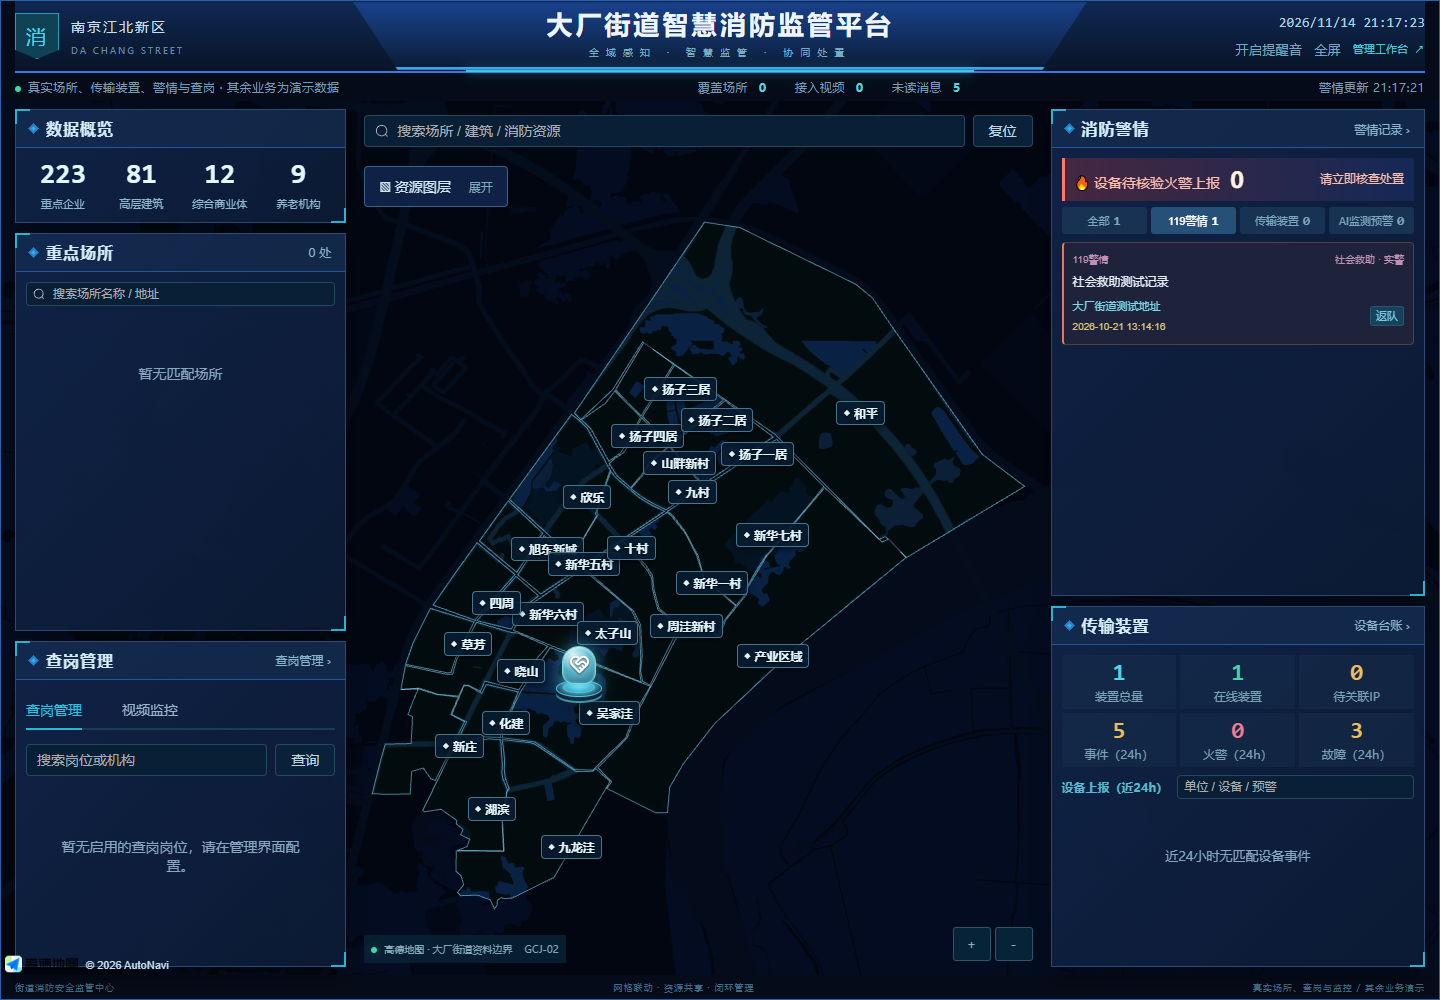 消
南京江北新区
DA CHANG STREET
大厂街道智慧消防监管平台
全域感知 · 智慧监管 · 协同处置
2026/11/14 21:17:23
开启提醒音 全屏 管理工作台 ↗
真实场所、传输装置、警情与查岗 · 其余业务为演示数据
覆盖场所 0 接入视频 0 未读消息 5
警情更新 21:17:21
数据概览
223 81 12 9
重点企业 高层建筑 综合商业体 养老机构
重点场所 0 处
搜索场所名称 / 地址
暂无匹配场所
查岗管理 查岗管理 ›
查岗管理 视频监控
搜索岗位或机构 查询
暂无启用的查岗岗位，请在管理界面配
置。
搜索场所 / 建筑 / 消防资源 复位
资源图层 展开
扬子三居
和平
扬子二居
扬子四居
扬子一居
山畔新村
九村
欣乐
新华七村
旭东新城
十村
新华五村
新华一村
四周
新华六村
周洼新村
太子山
草芳
产业区域
晓山
吴家洼
化建
新庄
湖滨
九龙洼
高德地图 · 大厂街道资料边界 GCJ-02
+ -
消防警情 警情记录 ›
设备待核验火警上报 0 请立即核查处置
全部 1 119警情 1 传输装置 0 AI监测预警 0
119警情 社会救助 · 实警
社会救助测试记录
大厂街道测试地址
2026-10-21 13:14:16
返队
传输装置 设备台账 ›
1 1 0
装置总量 在线装置 待关联IP
5 0 3
事件（24h） 火警（24h） 故障（24h）
设备上报（近24h） 单位 / 设备 / 预警
近24小时无匹配设备事件
高德地图 © 2026 AutoNavi
街道消防安全监管中心
网格联动 · 资源共享 · 闭环管理
真实场所、查岗与监控 / 其余业务演示